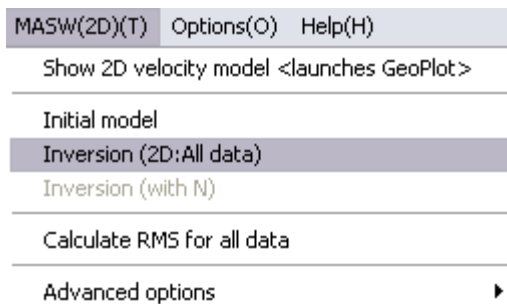 MASW(2D)(T) Options(O) Help(H)
Show 2D velocity model <launches GeoPlot>
Initial model
Inversion (2D:All data)
Inversion (with N)
Calculate RMS for all data
Advanced options